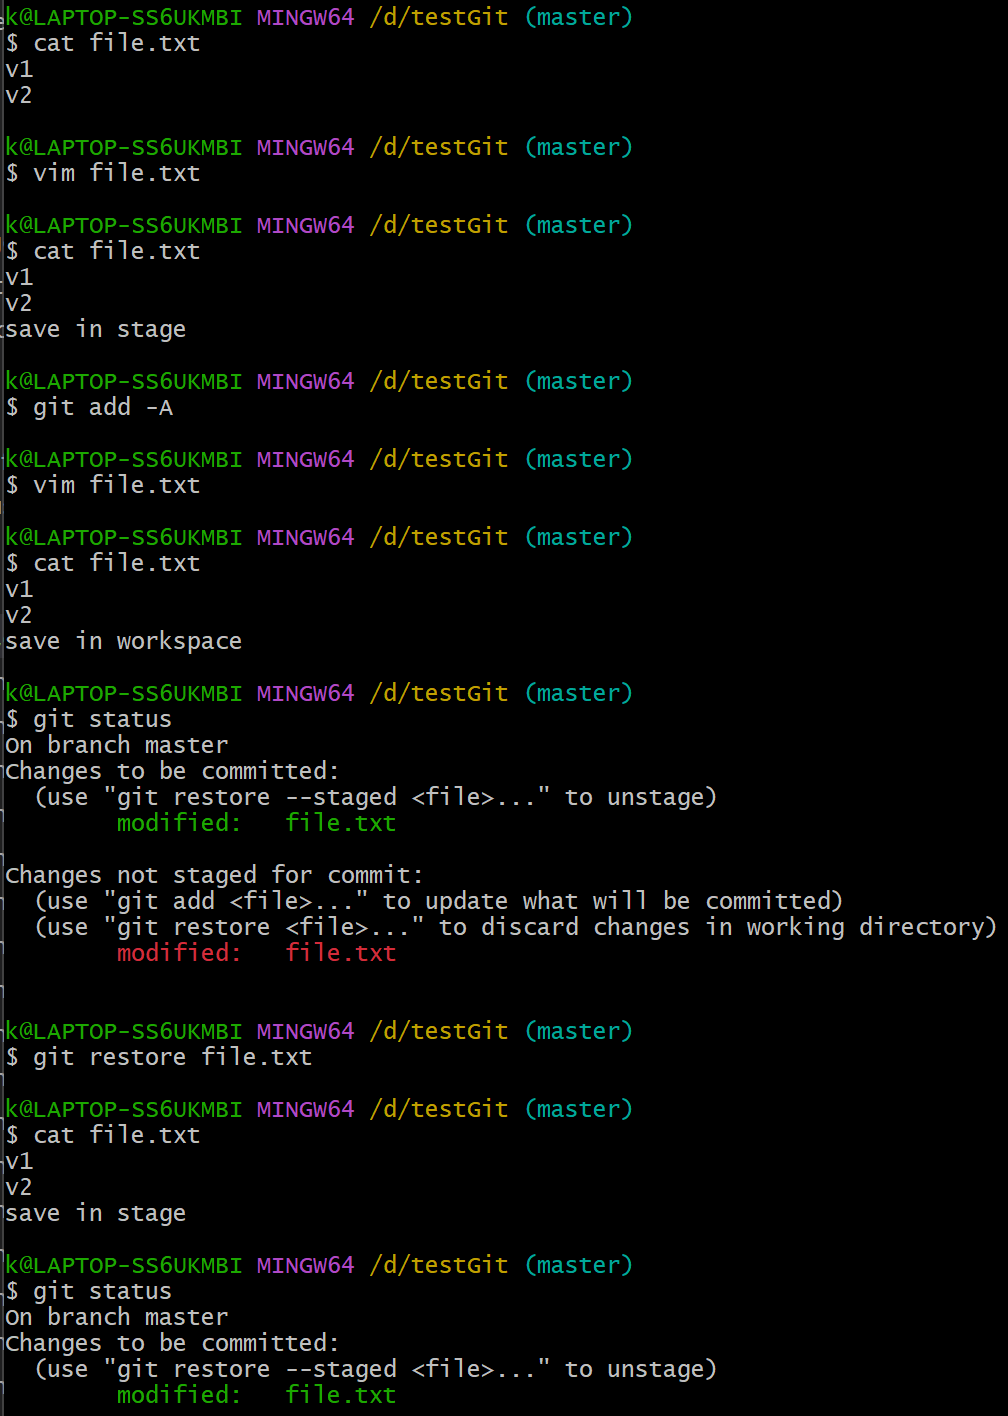 k@LAPTOP-SS6UKMBI MINGW64 /d/testGit (master)
$ cat file.txt
v1
v2
k@LAPTOP-SS6UKMBI MINGW64 /d/testGit (master)
$ vim file.txt
k@LAPTOP-SS6UKMBI MINGW64 /d/testGit (master)
$ cat file.txt
v1
v2
save in stage
k@LAPTOP-SS6UKMBI MINGW64 /d/testGit (master)
$ git add -A
k@LAPTOP-SS6UKMBI MINGW64 /d/testGit (master)
$ vim file.txt
k@LAPTOP-SS6UKMBI MINGW64 /d/testGit (master)
$ cat file.txt
v1
v2
save in workspace
k@LAPTOP-SS6UKMBI MINGW64 /d/testGit (master)
$ git status
On branch master
Changes to be committed:
  (use "git restore --staged <file>..." to unstage)
        modified:   file.txt
Changes not staged for commit:
  (use "git add <file>..." to update what will be committed)
  (use "git restore <file>..." to discard changes in working directory)
        modified:   file.txt
k@LAPTOP-SS6UKMBI MINGW64 /d/testGit (master)
$ git restore file.txt
k@LAPTOP-SS6UKMBI MINGW64 /d/testGit (master)
$ cat file.txt
v1
v2
save in stage
k@LAPTOP-SS6UKMBI MINGW64 /d/testGit (master)
$ git status
On branch master
Changes to be committed:
  (use "git restore --staged <file>..." to unstage)
        modified:   file.txt